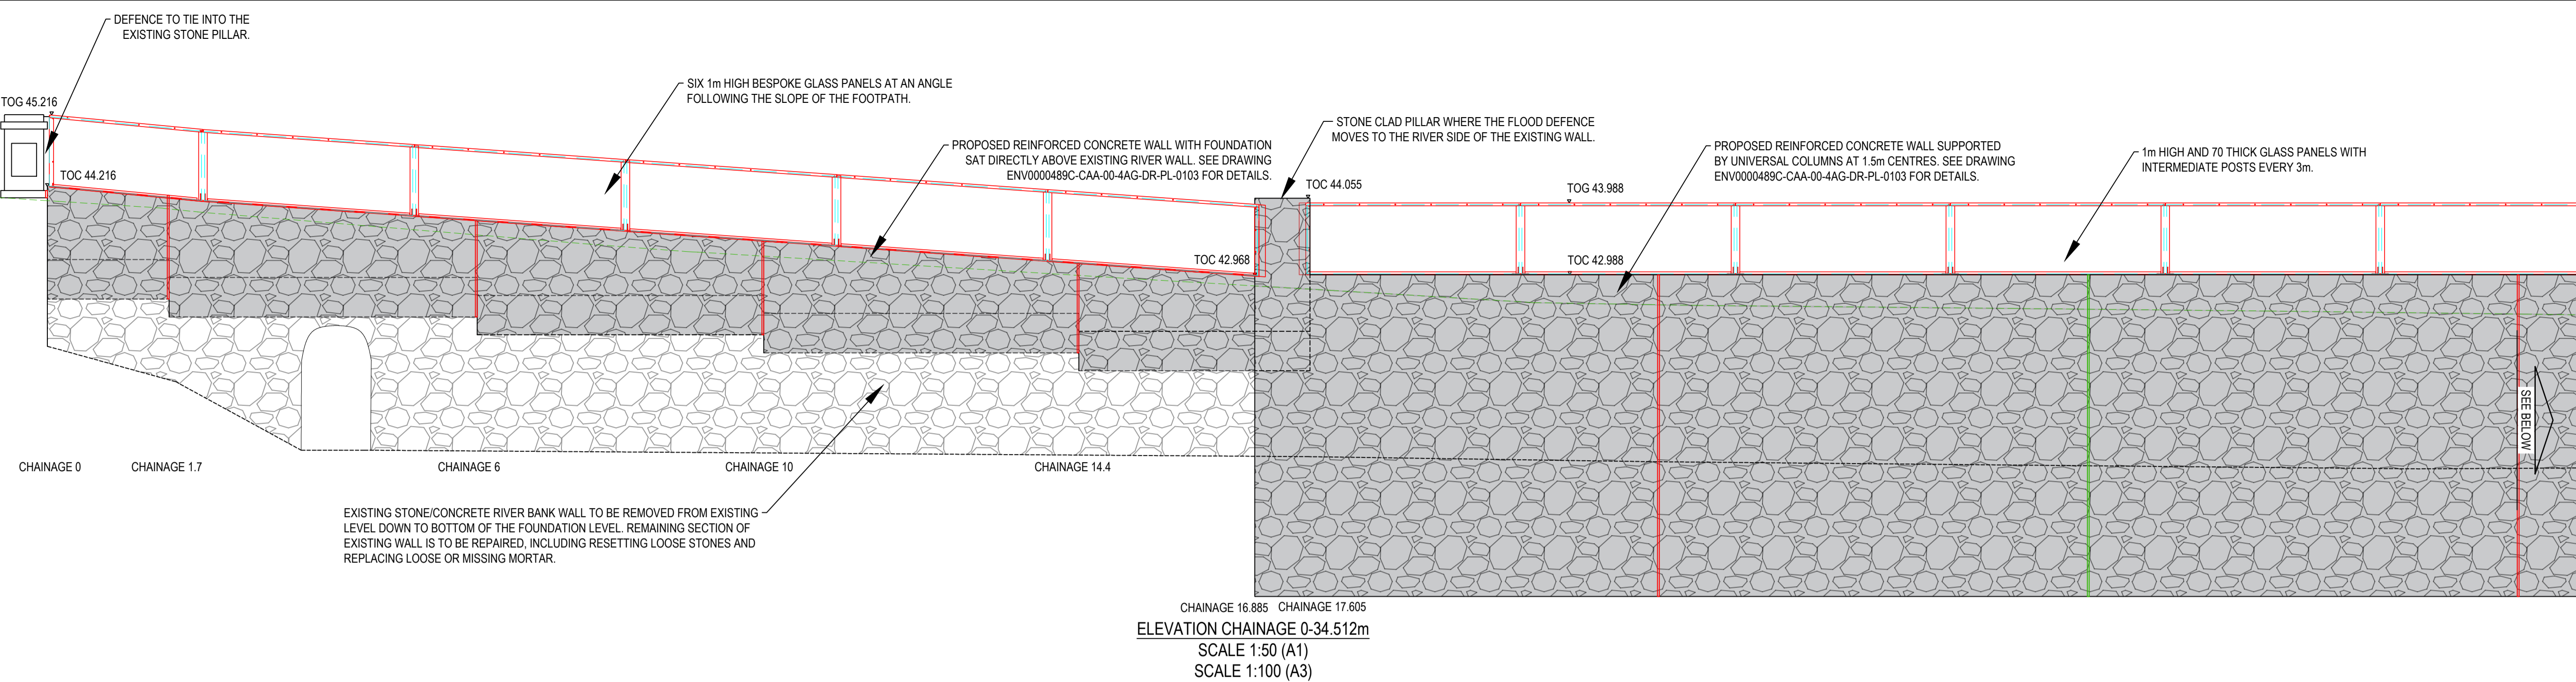 DEFENCE TO TIE INTO THE
EXISTING STONE PILLAR.
TOG 45.216
SIX 1m HIGH BESPOKE GLASS PANELS AT AN ANGLE
FOLLOWING THE SLOPE OF THE FOOTPATH.
PROPOSED REINFORCED CONCRETE WALL WITH FOUNDATION
SAT DIRECTLY ABOVE EXISTING RIVER WALL. SEE DRAWING
ENV0000489C-CAA-00-4AG-DR-PL-0103 FOR DETAILS.
STONE CLAD PILLAR WHERE THE FLOOD DEFENCE
MOVES TO THE RIVER SIDE OF THE EXISTING WALL.
PROPOSED REINFORCED CONCRETE WALL SUPPORTED
BY UNIVERSAL COLUMNS AT 1.5m CENTRES. SEE DRAWING
ENV0000489C-CAA-00-4AG-DR-PL-0103 FOR DETAILS.
1m HIGH AND 70 THICK GLASS PANELS WITH
INTERMEDIATE POSTS EVERY 3m.
TOC 44.216
TOC 44.055
TOG 43.988
TOC 42.968
TOC 42.988
SEE BELOW
CHAINAGE 0
CHAINAGE 1.7
CHAINAGE 6
CHAINAGE 10
CHAINAGE 14.4
EXISTING STONE/CONCRETE RIVER BANK WALL TO BE REMOVED FROM EXISTING
LEVEL DOWN TO BOTTOM OF THE FOUNDATION LEVEL. REMAINING SECTION OF
EXISTING WALL IS TO BE REPAIRED, INCLUDING RESETTING LOOSE STONES AND
REPLACING LOOSE OR MISSING MORTAR.
CHAINAGE 16.885
CHAINAGE 17.605
ELEVATION CHAINAGE 0-34.512m
SCALE 1:50 (A1)
SCALE 1:100 (A3)